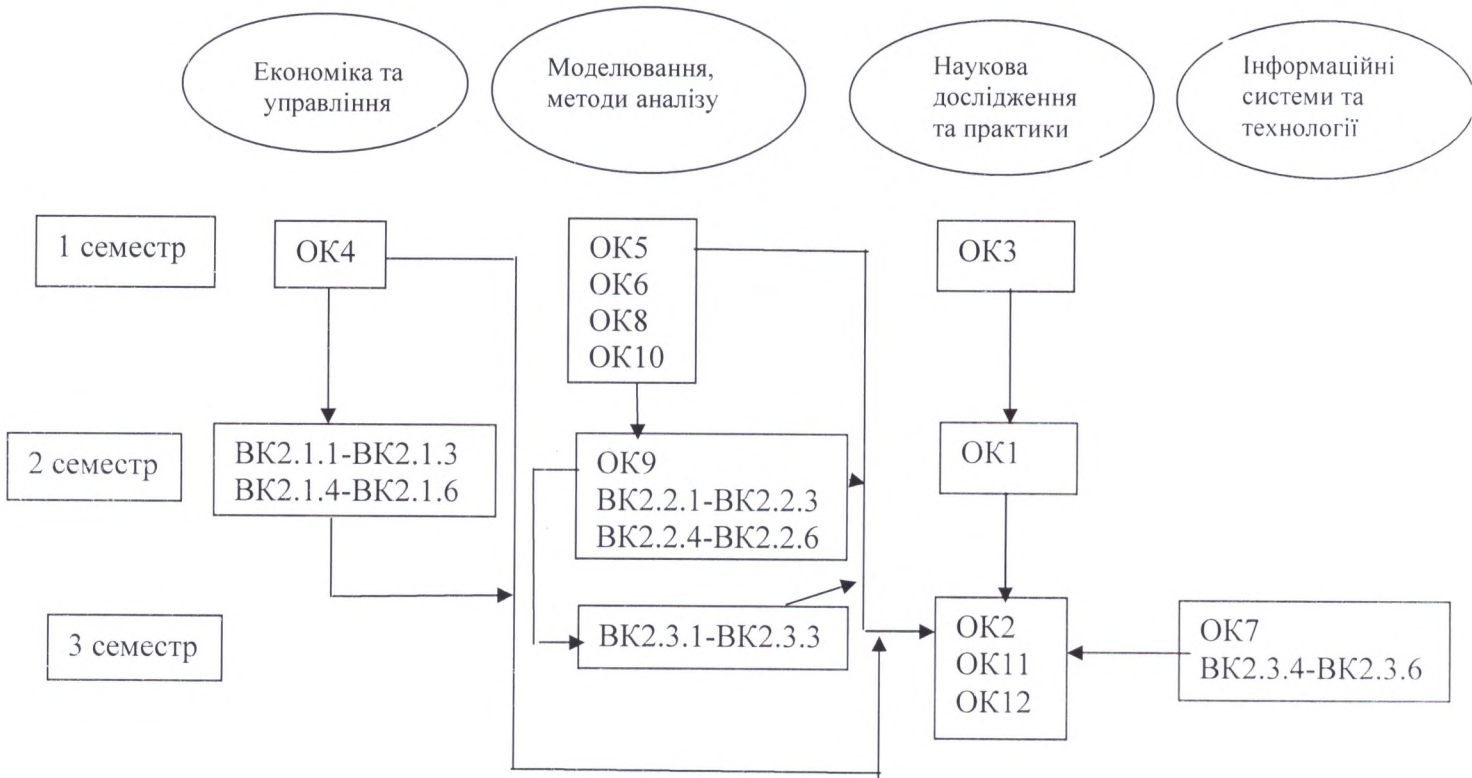 Економіка та
управління
Моделювання,
методи аналізу
Наукова
дослідження
та практики
Інформаційні
системи та
технології
1 семестр
ОК4
ОК5
ОК6
ОК8
ОК10
ОК3
2 семестр
ВК2.1.1-ВК2.1.3
ВК2.1.4-ВК2.1.6
ОК9
ВК2.2.1-ВК2.2.3
ВК2.2.4-ВК2.2.6
ОК1
3 семестр
ВК2.3.1-ВК2.3.3
ОК2
ОК11
ОК12
ОК7
ВК2.3.4-ВК2.3.6